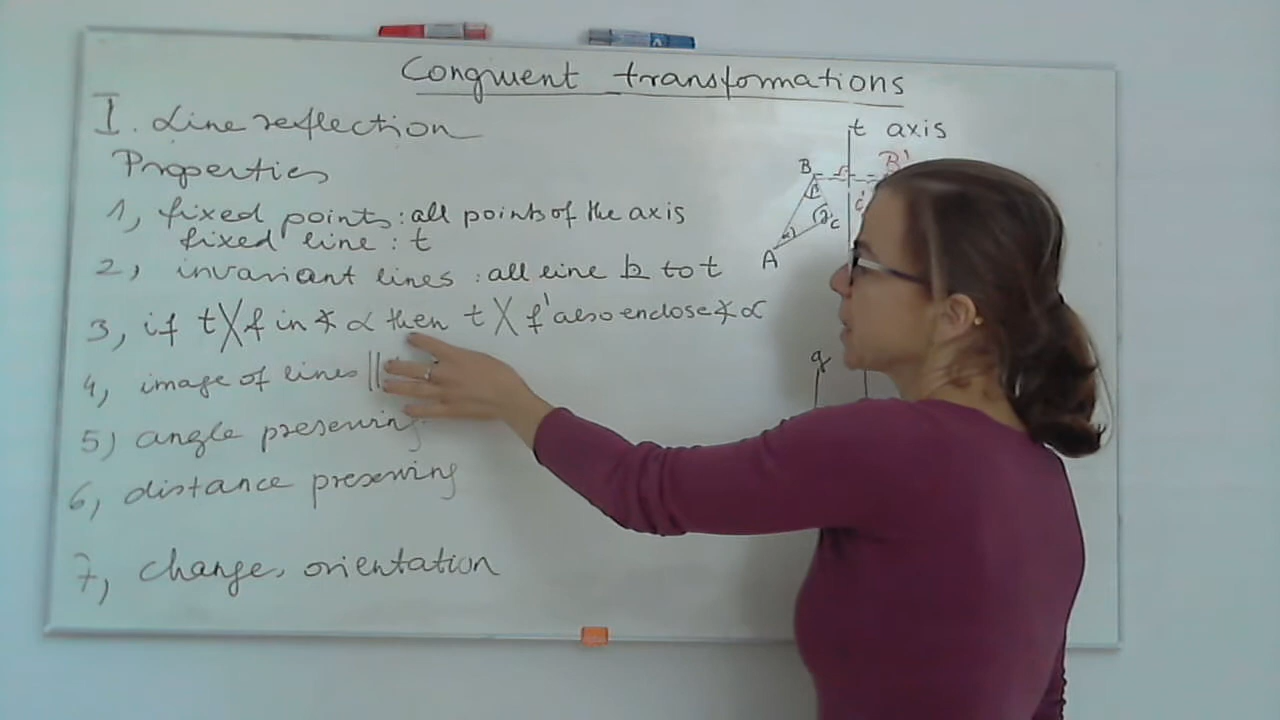 Congruent transformations
I. Line reflection
Properties
1, fixed points: all points of the axis
fixed line: t
2, invariant lines: all line ⊥ to t
3, if t╳f in ∢ α then t╳f' also enclose ∢ α
4, image of lines ||
5) angle preserving
6, distance preserving
7, change orientation
t axis
B B'
C C'
A
g